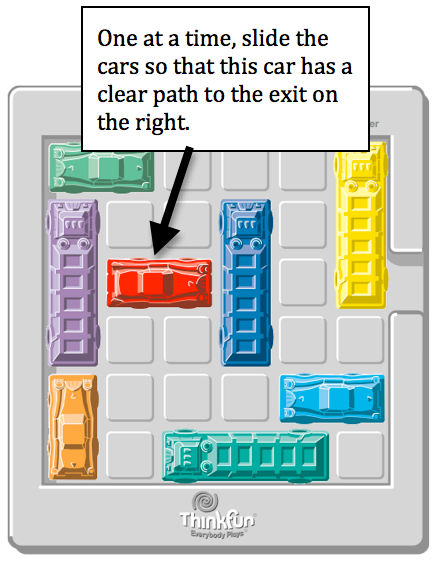 One at a time, slide the
cars so that this car has a
clear path to the exit on
the right.
er
ThinkFun
Everybody Plays